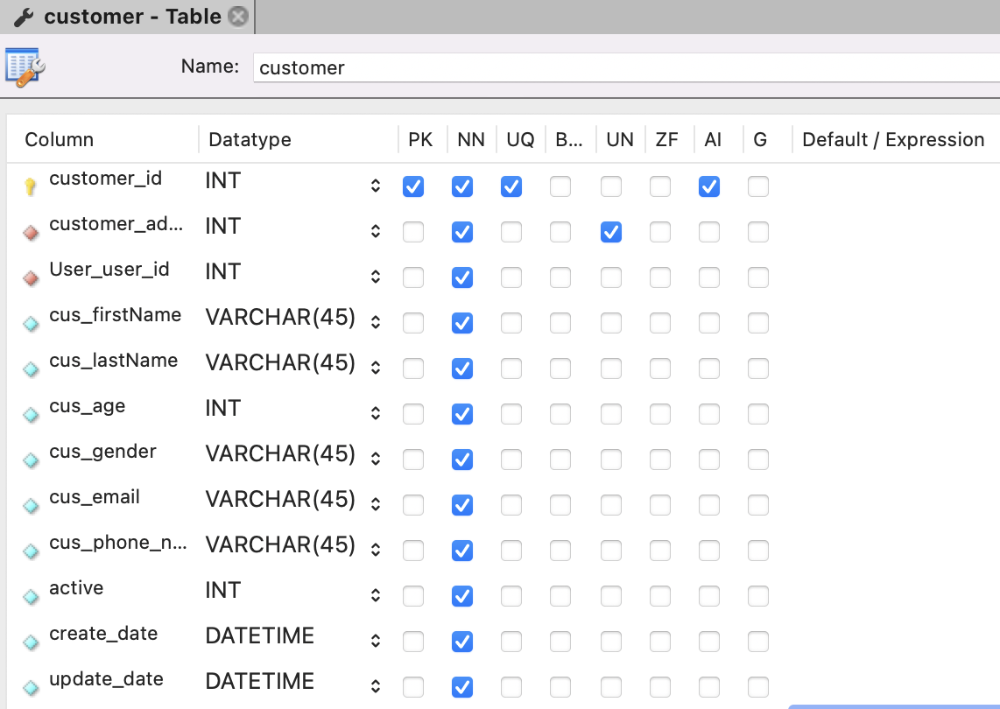 customer - Table
Name: customer
Column Datatype PK NN UQ B... UN ZF AI G Default / Expression
customer_id INT
customer_ad... INT
User_user_id INT
cus_firstName VARCHAR(45)
cus_lastName VARCHAR(45)
cus_age INT
cus_gender VARCHAR(45)
cus_email VARCHAR(45)
cus_phone_n... VARCHAR(45)
active INT
create_date DATETIME
update_date DATETIME